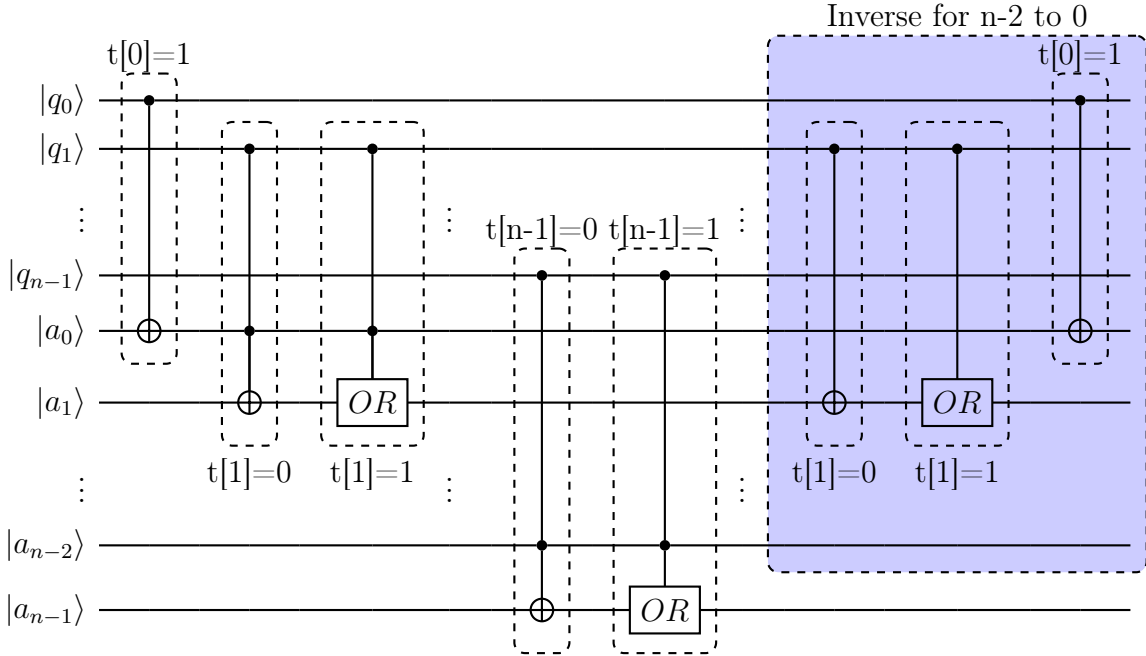 Inverse for n-2 to 0
t[0]=1 t[0]=1
|q₀⟩
|q₁⟩
⋮ ⋮ ⋮
t[n-1]=0 t[n-1]=1
|qₙ₋₁⟩
|a₀⟩
|a₁⟩ OR OR
t[1]=0 t[1]=1 t[1]=0 t[1]=1
⋮ ⋮ ⋮
|aₙ₋₂⟩
|aₙ₋₁⟩ OR